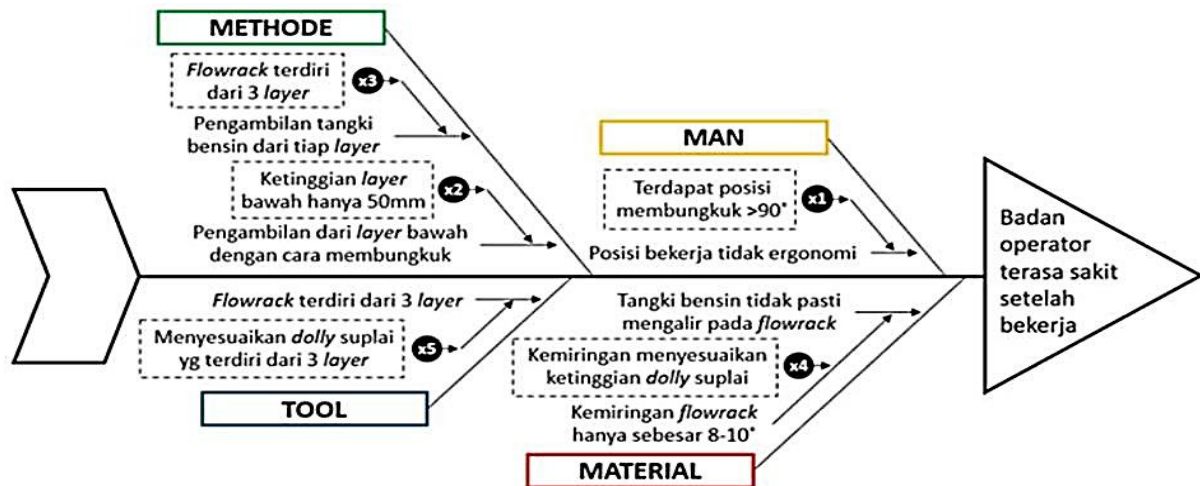 METHODE
Flowrack terdiri
dari 3 layer
x3
Pengambilan tangki
bensin dari tiap layer
Ketinggian layer
bawah hanya 50mm
x2
Pengambilan dari layer bawah
dengan cara membungkuk
MAN
Terdapat posisi
membungkuk >90°
x1
Posisi bekerja tidak ergonomi
Flowrack terdiri dari 3 layer
Menyesuaikan dolly suplai
yg terdiri dari 3 layer
x5
TOOL
Tangki bensin tidak pasti
mengalir pada flowrack
Kemiringan menyesuaikan
ketinggian dolly suplai
x4
Kemiringan flowrack
hanya sebesar 8-10°
MATERIAL
Badan
operator
terasa sakit
setelah
bekerja